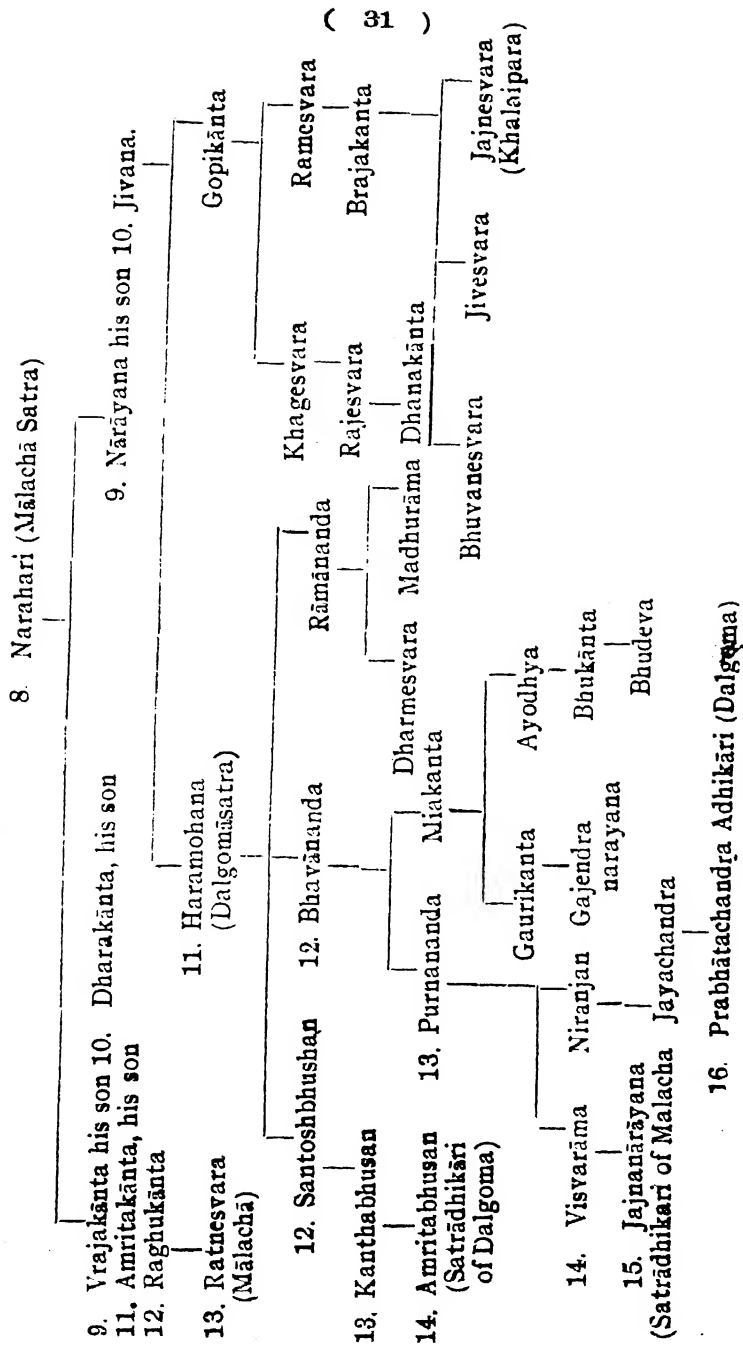 ( 31 )
8. Narahari (Mālachā Satra)
9. Vrajakānta his son 10. Dharakānta, his son
11. Amritakānta, his son
12. Raghukānta
13. Ratnesvara
(Mālachā)
9. Nārāyana his son 10. Jivana.
11. Haramohana
(Dalgomāsatra)
Gopikānta
12. Santoshbhushan
12. Bhavānanda
Rāmānanda
Khagesvara
Ramesvara
13. Kanthabhusan
13. Purnananda
Miakanta
Dharmesvara
Madhurāma
Rajesvara
Brajakanta
14. Amritabhusan
(Satrādhikāri
of Dalgoma)
Dhanakānta
Bhuvanesvara
Jivesvara
Jajnesvara
(Khalaipara)
14. Visvarāma
Niranjan
Gaurikanta
Ayodhya
Gajendra
narayana
Bhukānta
15. Jajnanārāyana
(Satrādhikari of Malacha)
Jayachandra
Bhudeva
16. Prabhātachandra Adhikāri (Dalgoma)